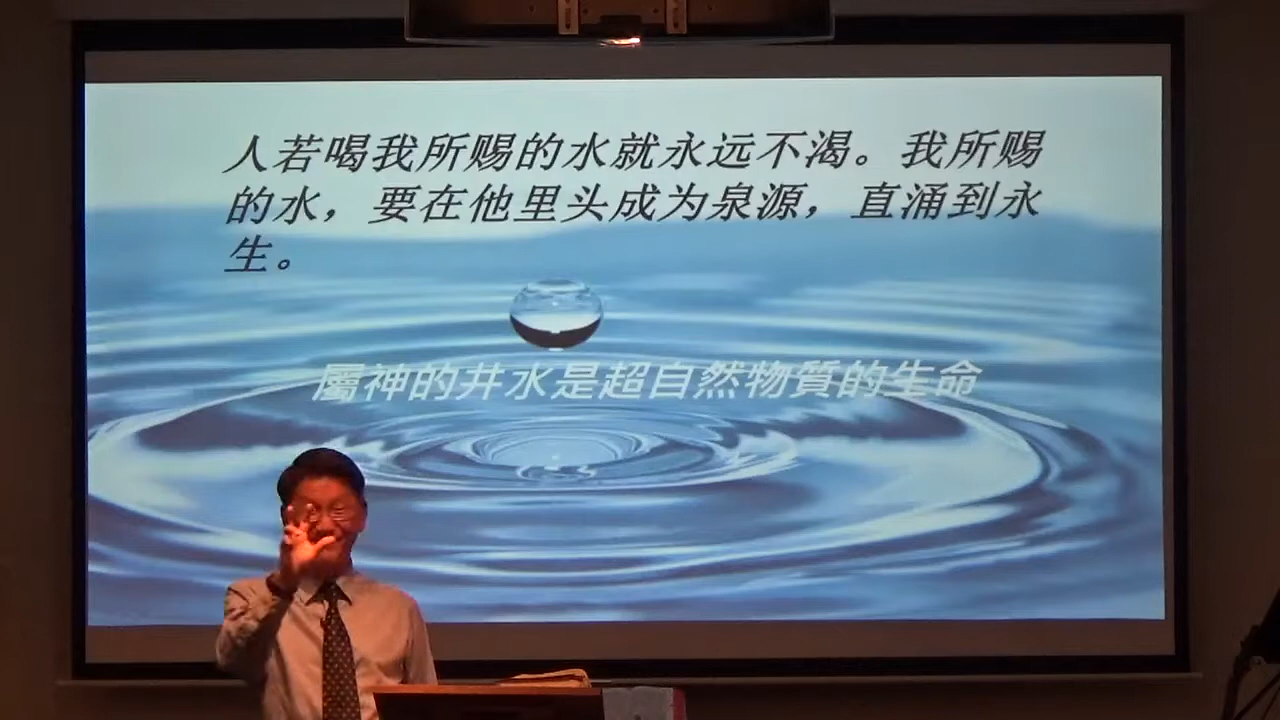 人若喝我所赐的水就永远不渴。我所赐
的水，要在他里头成为泉源，直涌到永
生。
屬神的井水是超自然物質的生命